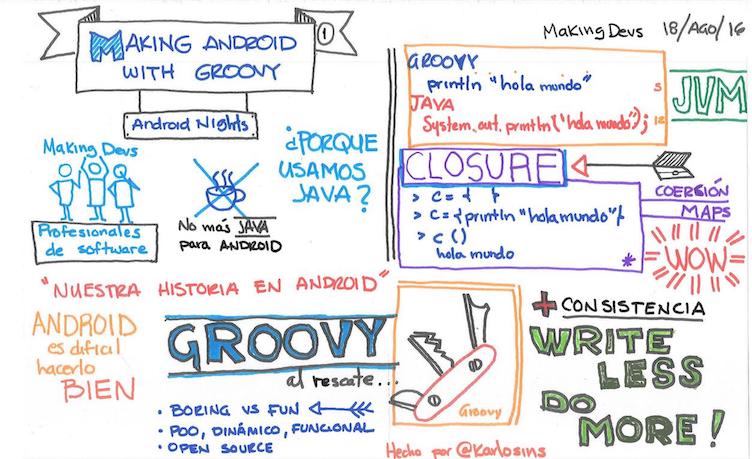 MAKING ANDROID
WITH GROOVY
1
Android Nights
Making Devs
Profesionales
de software
No más JAVA
para ANDROID
¿PORQUE
USAMOS
JAVA?
"NUESTRA HISTORIA EN ANDROID"
ANDROID
es dificil
hacerlo
BIEN
GROOVY
al rescate...
• BORING VS FUN
• POO, DINÁMICO, FUNCIONAL
• OPEN SOURCE
Making Devs 18/AGO/16
GROOVY
println "hola mundo" 5
JAVA
System.out.println("hola mundo"); 12
JVM
CLOSURE
> c = { }
> c = {println "hola mundo"}
> c ()
hola mundo
*
COERCIÓN
MAPS
WOW
Groovy
Hecho por @Karlosins
+ CONSISTENCIA
WRITE
LESS
DO
MORE!